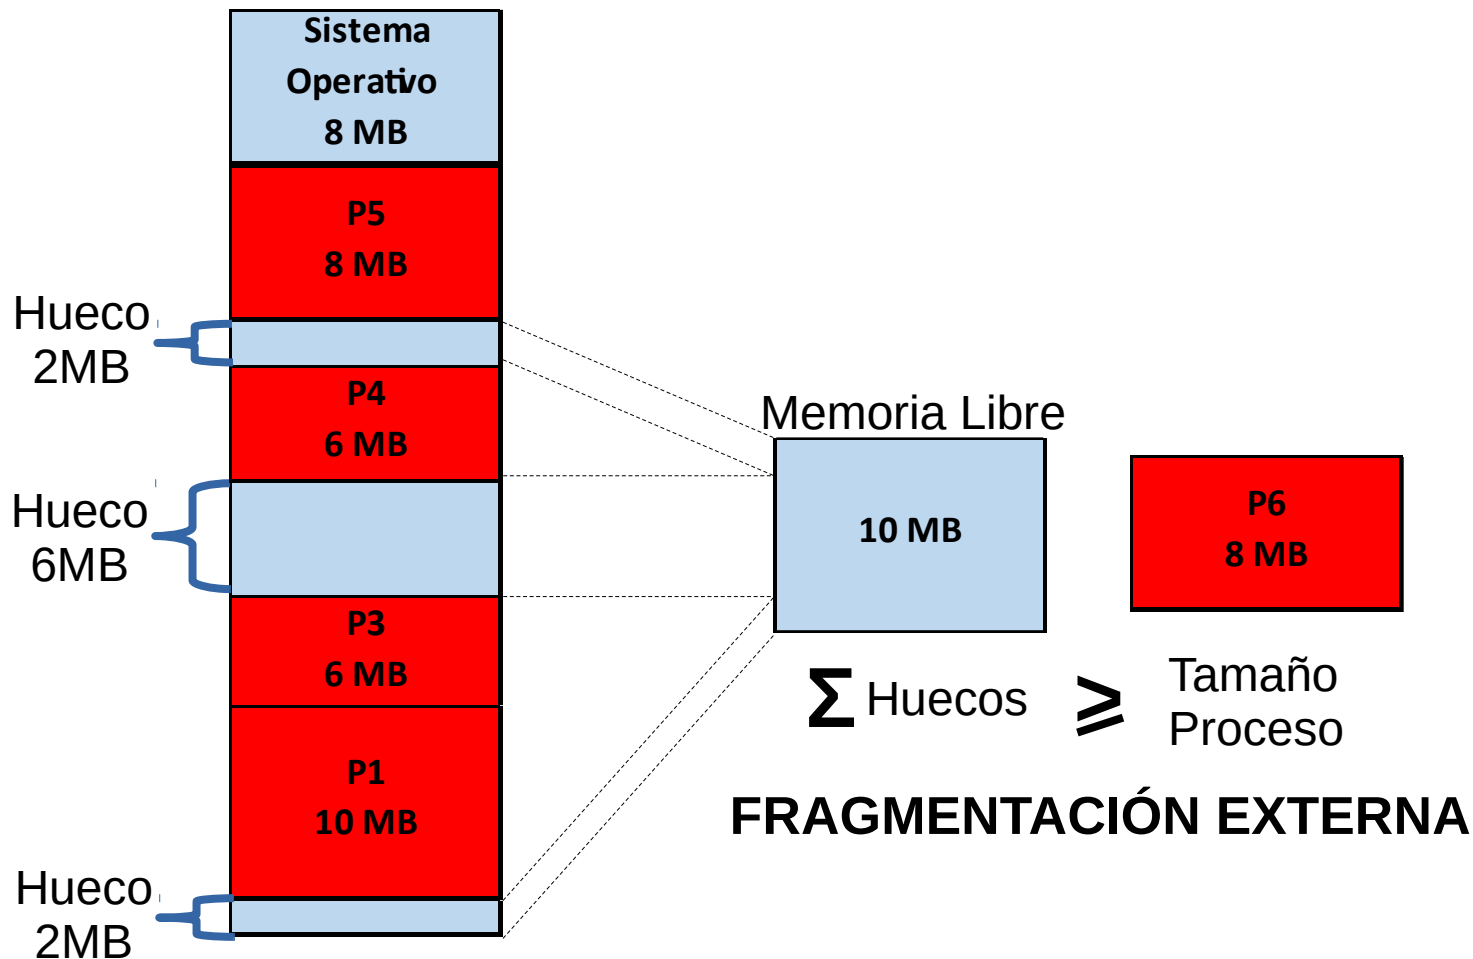 Sistema
Operativo
8 MB
P5
8 MB
Hueco
2MB
P4
6 MB
Hueco
6MB
P3
6 MB
P1
10 MB
Hueco
2MB
Memoria Libre
10 MB
P6
8 MB
Σ Huecos ⩾ Tamaño
Proceso
FRAGMENTACIÓN EXTERNA